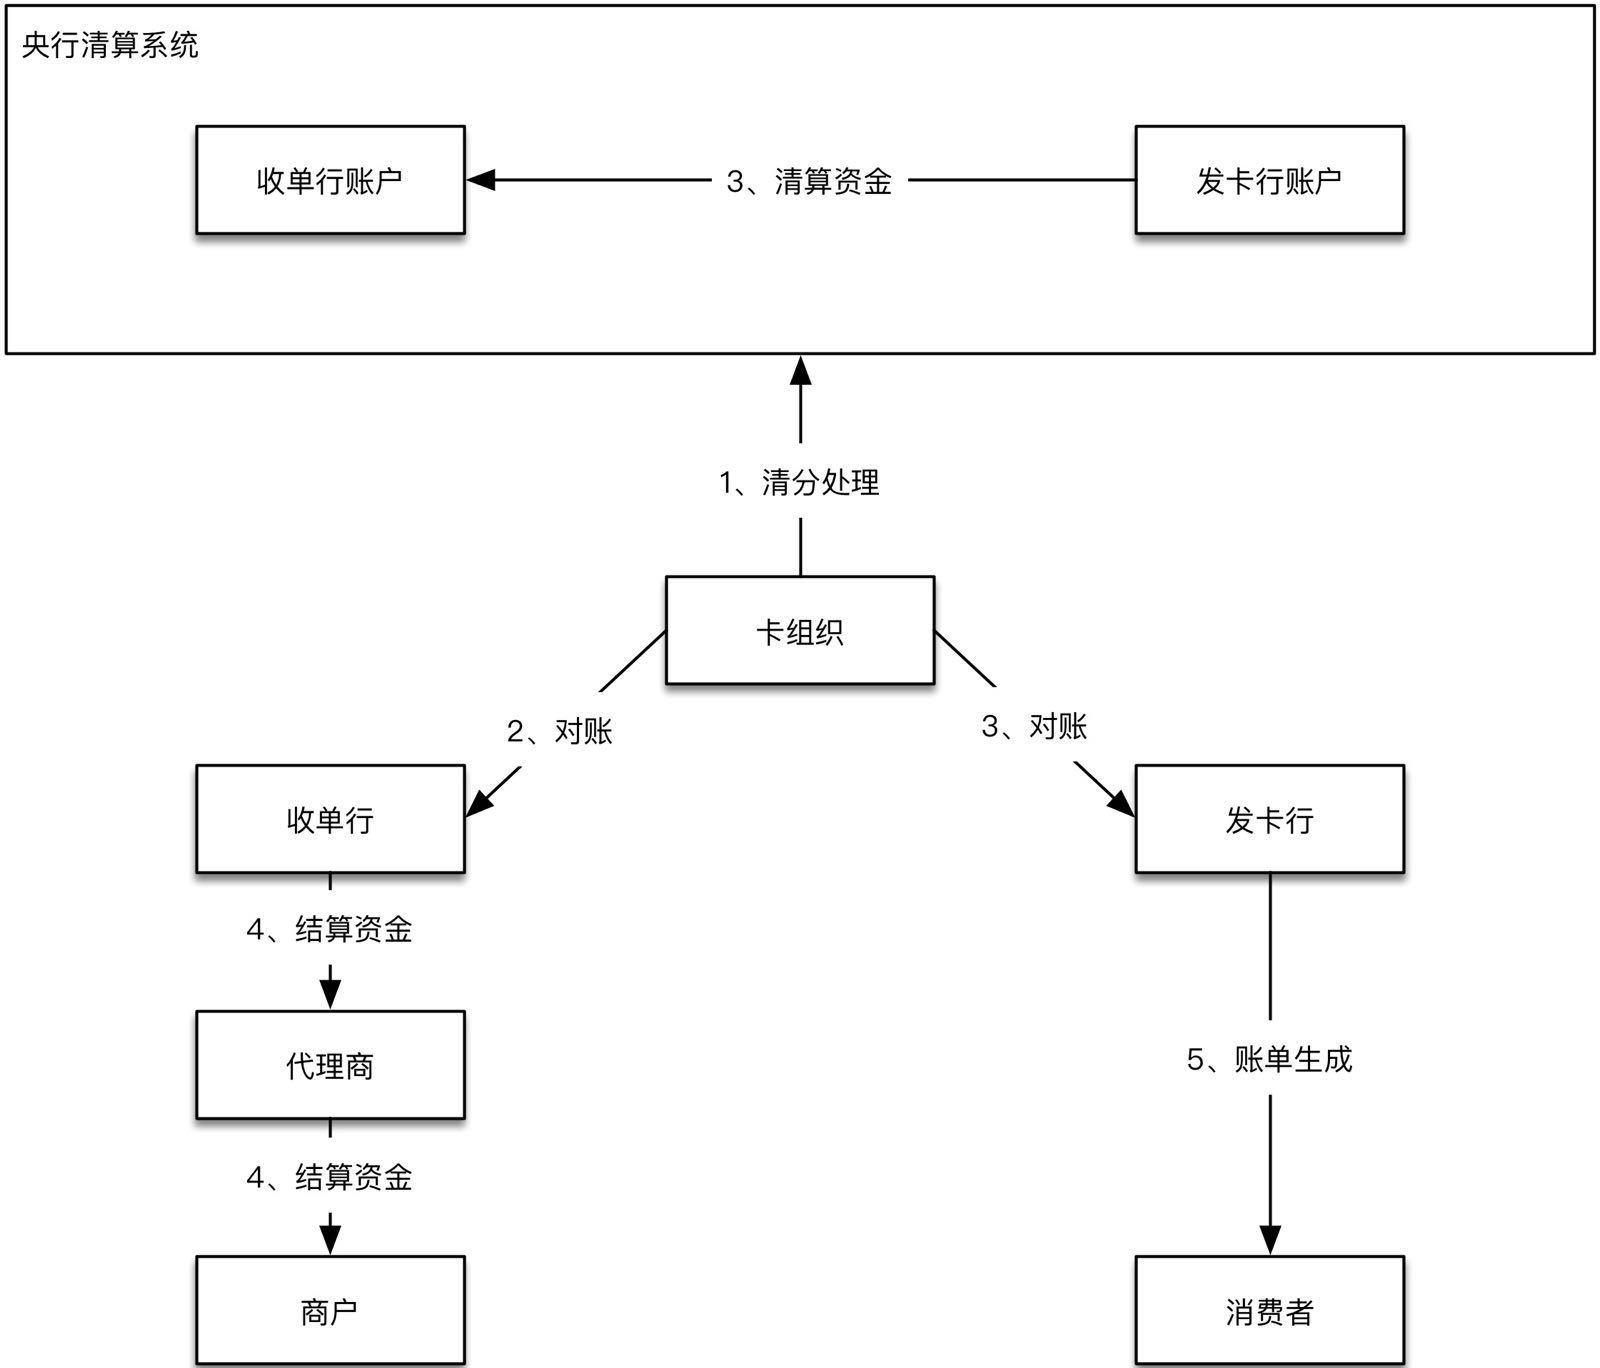 央行清算系统
收单行账户
3、清算资金
发卡行账户
1、清分处理
卡组织
2、对账
3、对账
收单行
发卡行
4、结算资金
代理商
5、账单生成
4、结算资金
商户
消费者